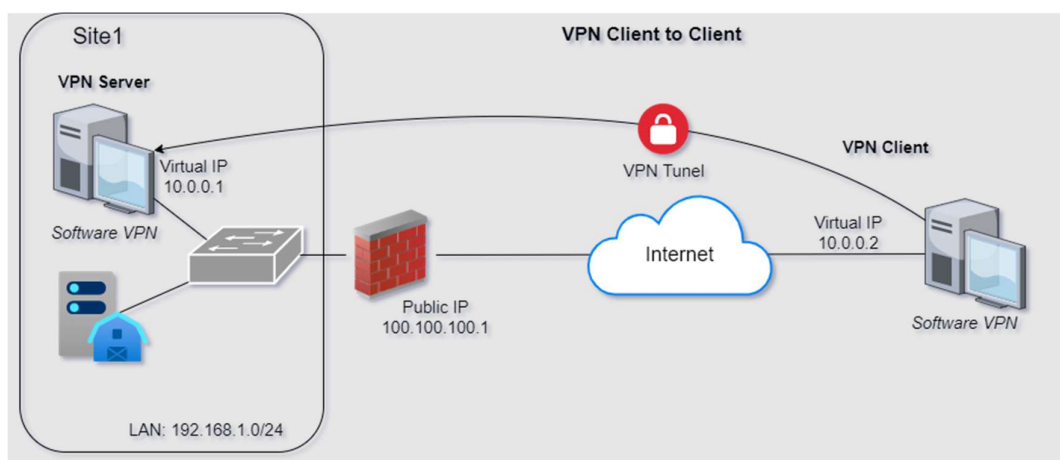 Site1
VPN Client to Client
VPN Server
Virtual IP
10.0.0.1
Software VPN
VPN Tunel
VPN Client
Virtual IP
10.0.0.2
Internet
Software VPN
Public IP
100.100.100.1
LAN: 192.168.1.0/24